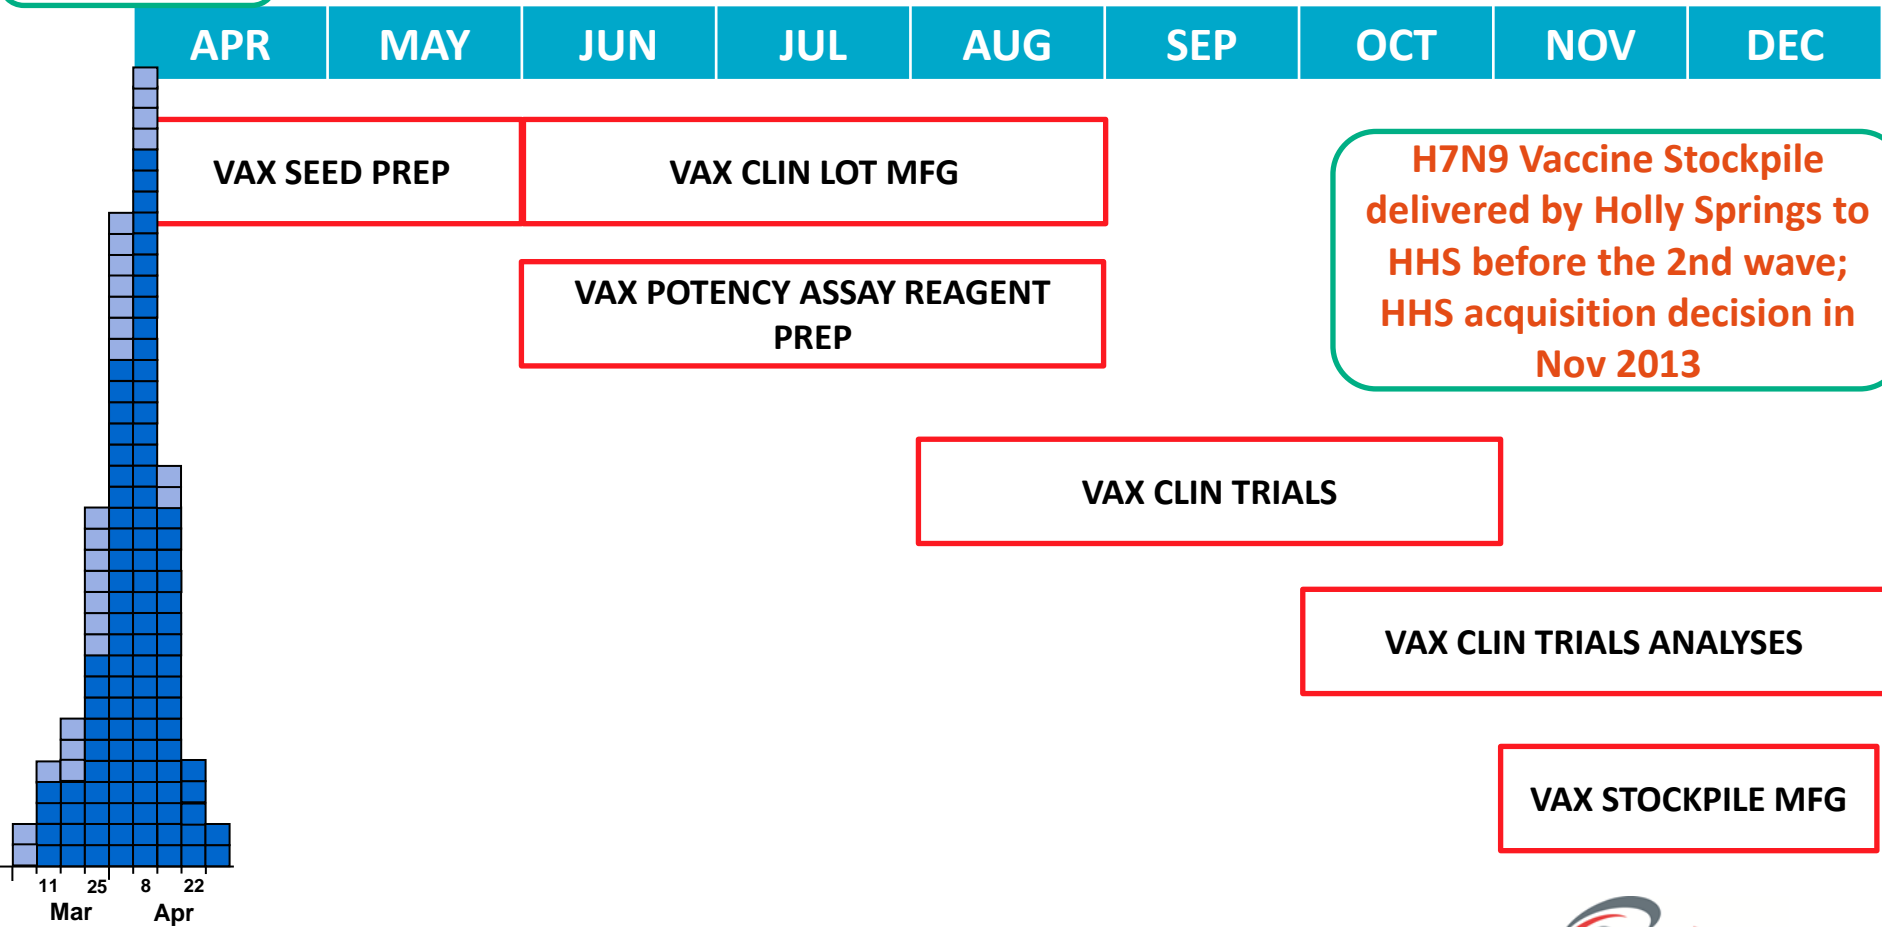 APR MAY JUN JUL AUG SEP OCT NOV DEC
VAX SEED PREP
VAX CLIN LOT MFG
H7N9 Vaccine Stockpile
delivered by Holly Springs to
HHS before the 2nd wave;
HHS acquisition decision in
Nov 2013
VAX POTENCY ASSAY REAGENT
PREP
VAX CLIN TRIALS
VAX CLIN TRIALS ANALYSES
VAX STOCKPILE MFG
11 25 8 22
Mar Apr